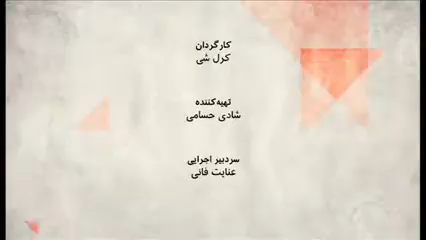 کارگردان
کرل شی
تهیه‌کننده
شادی حسامی
سردبیر اجرایی
عنایت فانی